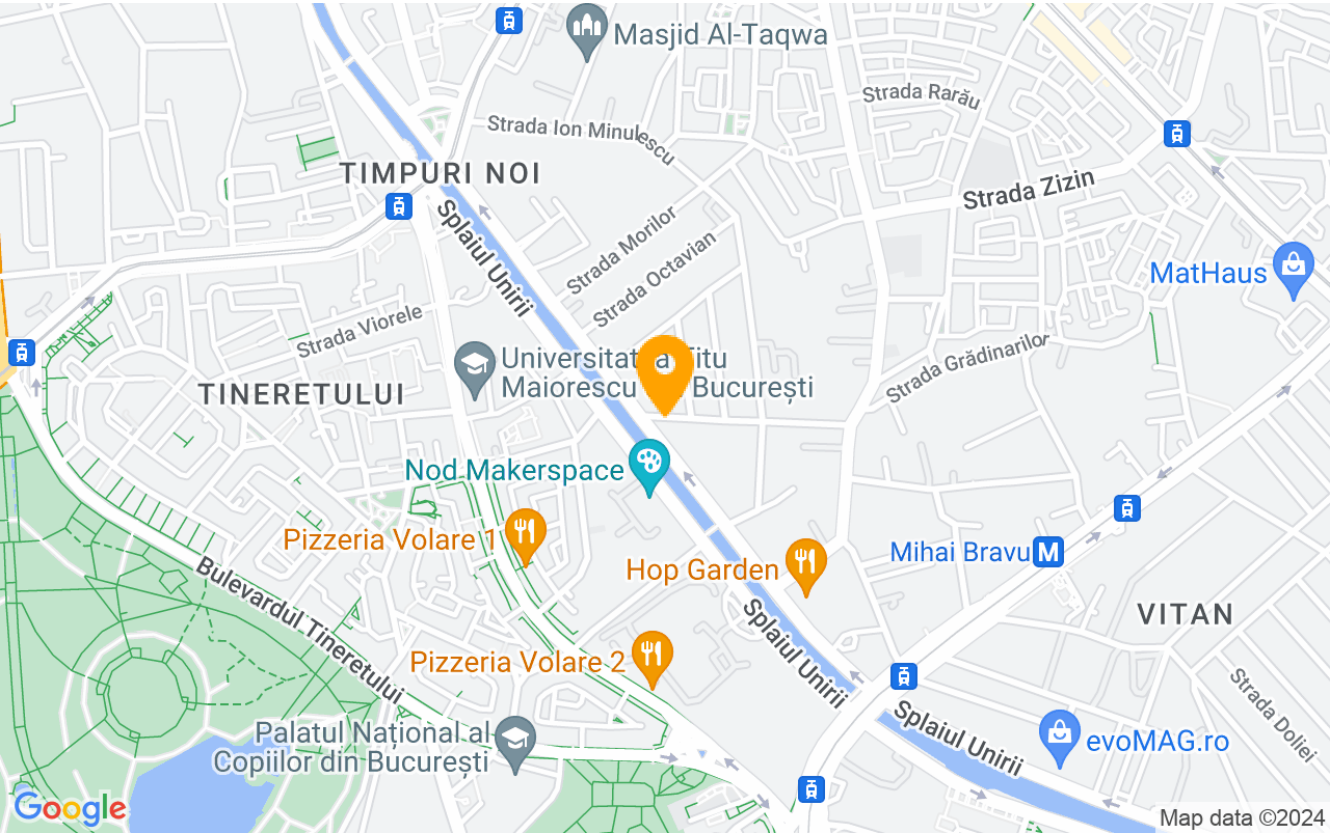 Masjid Al-Taqwa
Strada Rarău
Strada Ion Minulescu
TIMPURI NOI
Strada Zizin
Splaiul Unirii
Strada Morilor
Strada Octavian
MatHaus
Strada Viorele
Universitatea Titu
Maiorescu București
Strada Grădinarilor
TINERETULUI
Nod Makerspace
Pizzeria Volare 1
Mihai Bravu M
Hop Garden
Bulevardul Tineretului
VITAN
Splaiul Unirii
Pizzeria Volare 2
Strada Doliei
Palatul Național al
Copiilor din București
Splaiul Unirii
evoMAG.ro
Google
Map data ©2024